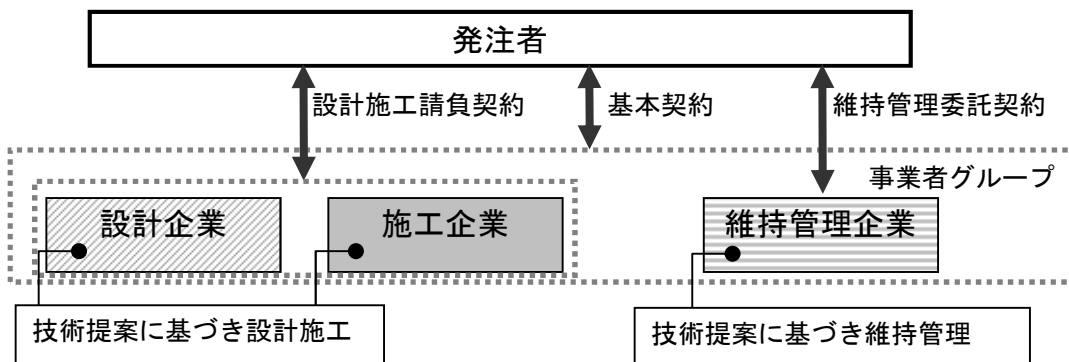 発注者
設計施工請負契約
基本契約
維持管理委託契約
事業者グループ
設計企業
施工企業
維持管理企業
技術提案に基づき設計施工
技術提案に基づき維持管理